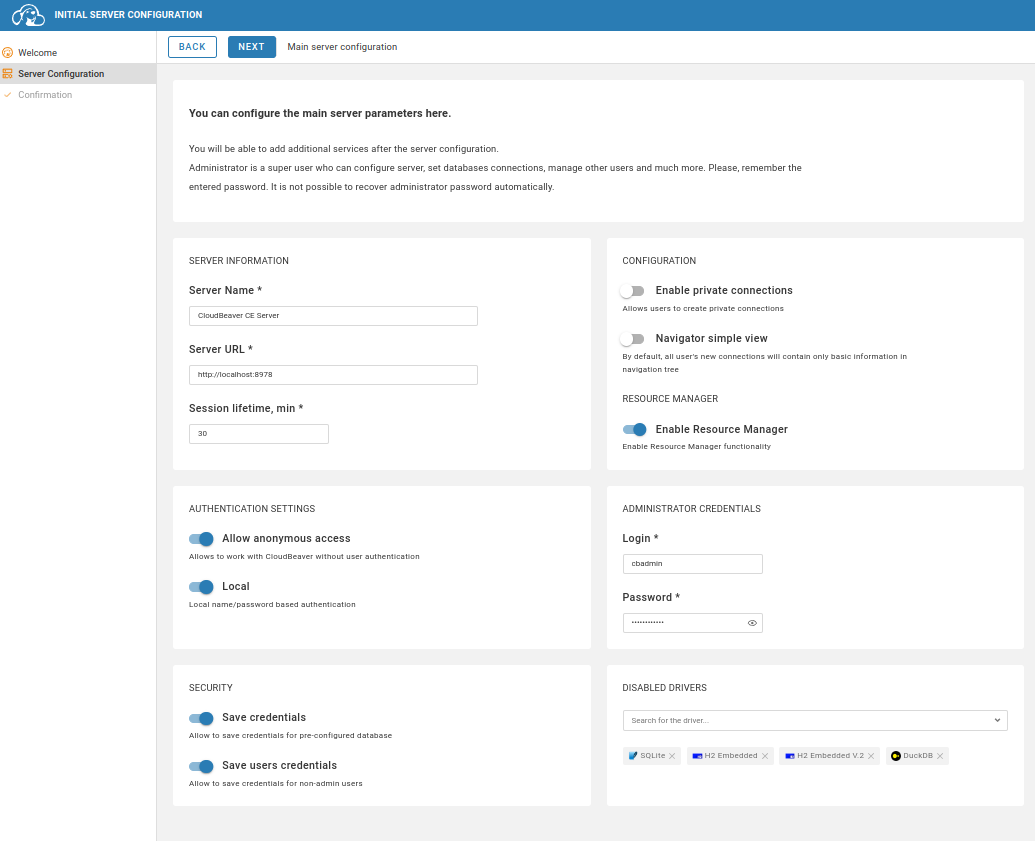 INITIAL SERVER CONFIGURATION
Welcome
Server Configuration
Confirmation
BACK
NEXT
Main server configuration
You can configure the main server parameters here.
You will be able to add additional services after the server configuration.
Administrator is a super user who can configure server, set databases connections, manage other users and much more. Please, remember the
entered password. It is not possible to recover administrator password automatically.
SERVER INFORMATION
Server Name *
CloudBeaver CE Server
Server URL *
http://localhost:8978
Session lifetime, min *
30
CONFIGURATION
Enable private connections
Allows users to create private connections
Navigator simple view
By default, all user's new connections will contain only basic information in
navigation tree
RESOURCE MANAGER
Enable Resource Manager
Enable Resource Manager functionality
AUTHENTICATION SETTINGS
Allow anonymous access
Allows to work with CloudBeaver without user authentication
Local
Local name/password based authentication
ADMINISTRATOR CREDENTIALS
Login *
cbadmin
Password *
••••••••••••
SECURITY
Save credentials
Allow to save credentials for pre-configured database
Save users credentials
Allow to save credentials for non-admin users
DISABLED DRIVERS
Search for the driver...
SQLite
H2 Embedded
H2 Embedded V.2
DuckDB